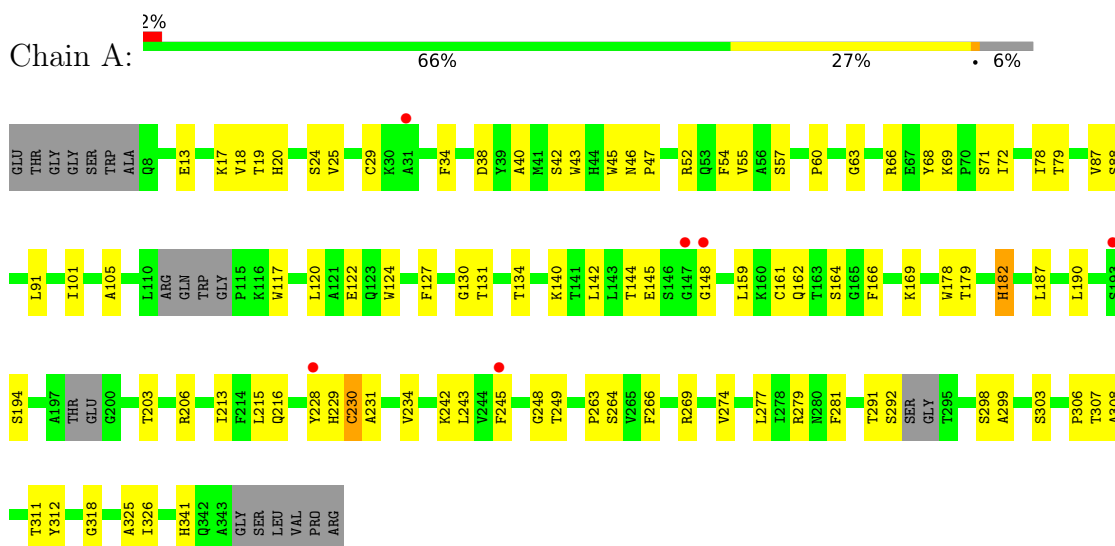 2%
Chain A:
66% 27% • 6%
GLU THR GLY GLY SER TRP ALA Q8 E13 K17 V18 T19 H20 S24 V25 C29 K30 A31 F34 D38 Y39 A40 M41 S42 W43 H44 W45 N46 P47 R52 Q53 F54 V55 A56 S57 P60 G63 R66 E67 Y68 K69 P70 S71 I72 I78 T79 V87 S88
L91 I101 A105 L110 ARG GLN TRP GLY P115 K116 W117 L120 A121 E122 Q123 W124 F127 G130 T131 T134 K140 T141 L142 L143 T144 E145 S146 G147 G148 L159 K160 C161 Q162 T163 S164 G165 F166 K169 W178 T179 H182 L187 L190 S193
S194 A197 THR GLU G200 T203 R206 I213 F214 L215 Q216 Y228 H229 C230 A231 V234 K242 L243 V244 F245 G248 T249 P263 S264 V265 F266 R269 V274 L277 I278 R279 N280 F281 T291 S292 SER GLY T295 S298 A299 S303 P306 T307 A308
T311 Y312 G318 A325 I326 H341 Q342 A343 GLY SER LEU VAL PRO ARG